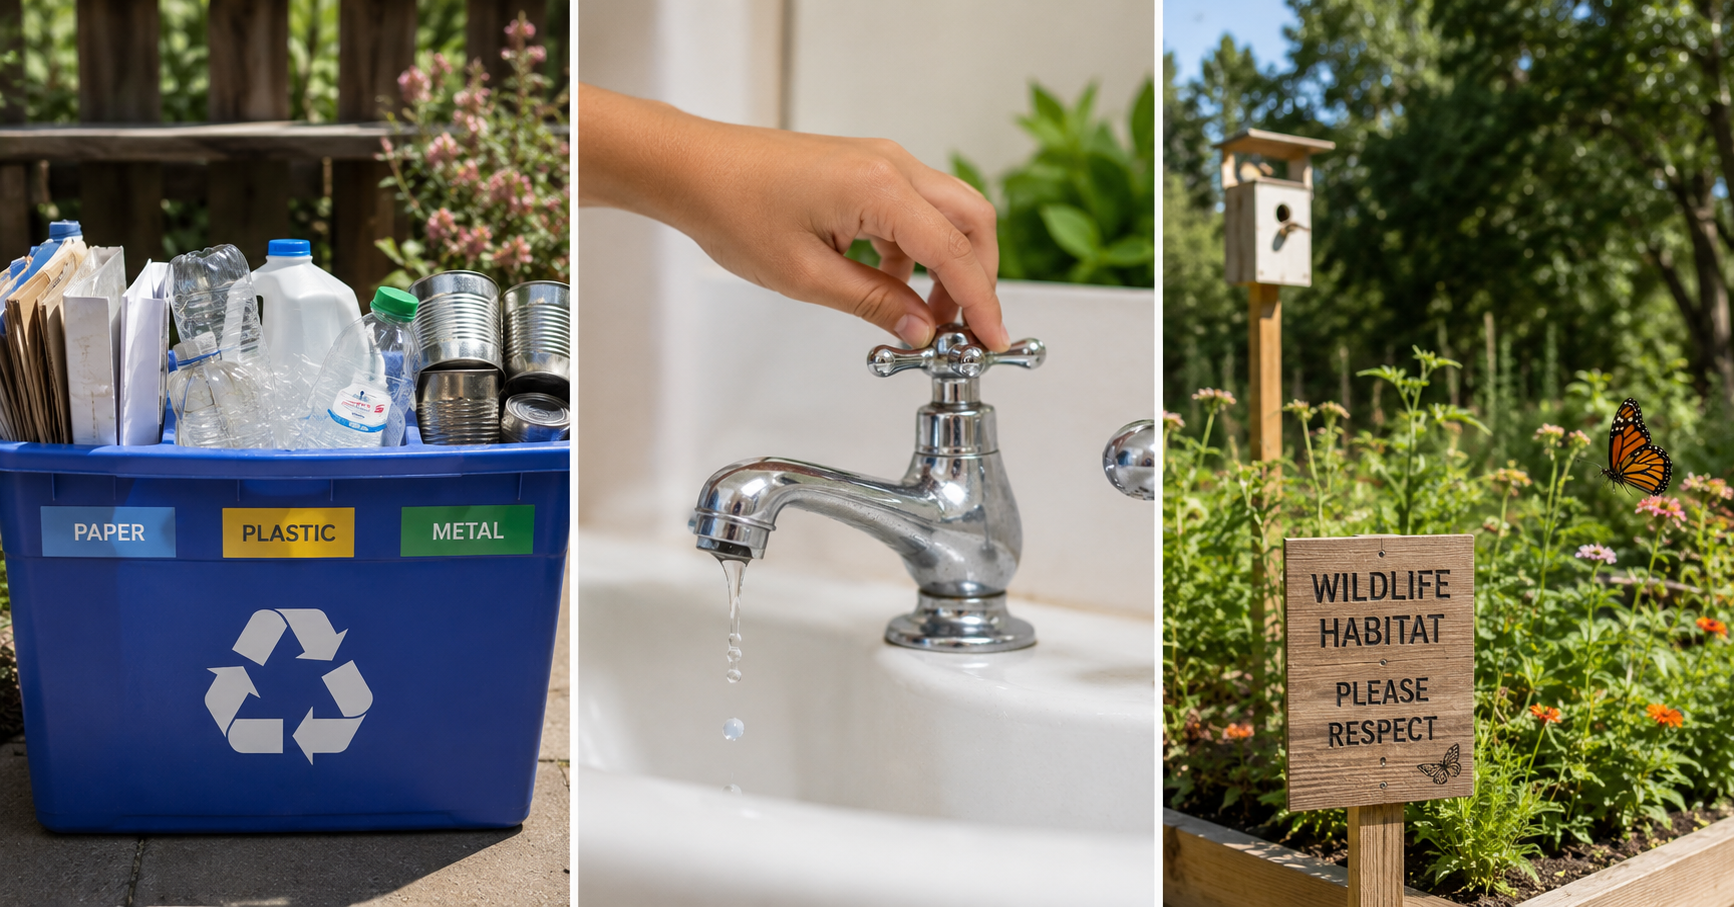 PAPER
PLASTIC
METAL
WILDLIFE
HABITAT
PLEASE
RESPECT